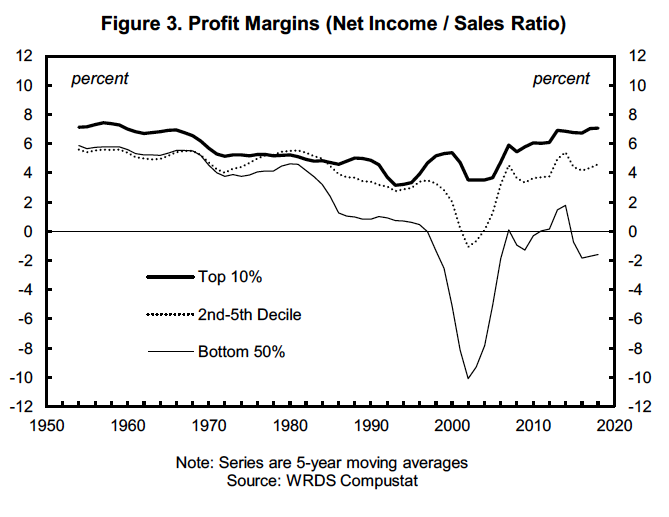 Figure 3. Profit Margins (Net Income / Sales Ratio)
12 12
percent percent
10 10
8 8
6 6
4 4
2 2
0 0
-2 -2
Top 10%
-4 -4
2nd-5th Decile
-6 -6
Bottom 50%
-8 -8
-10 -10
-12 -12
1950 1960 1970 1980 1990 2000 2010 2020
Note: Series are 5-year moving averages
Source: WRDS Compustat